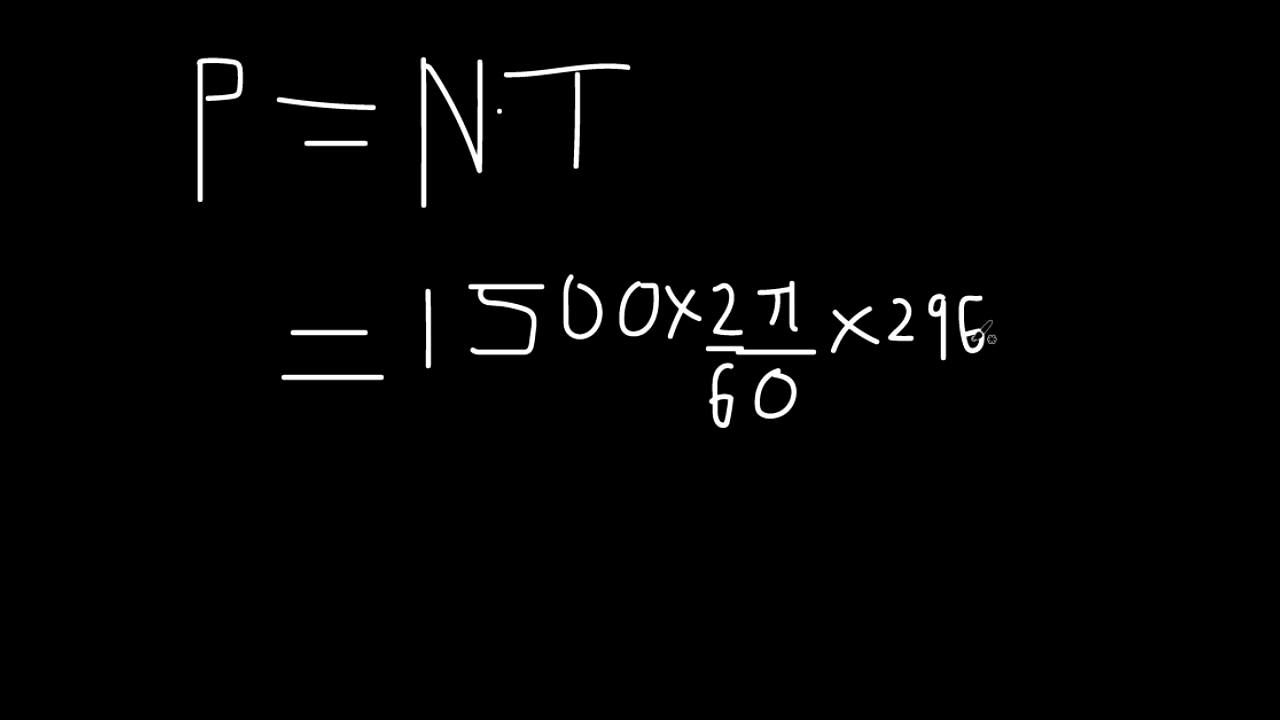 P = N·T
= 1500 × 2π/60 × 296